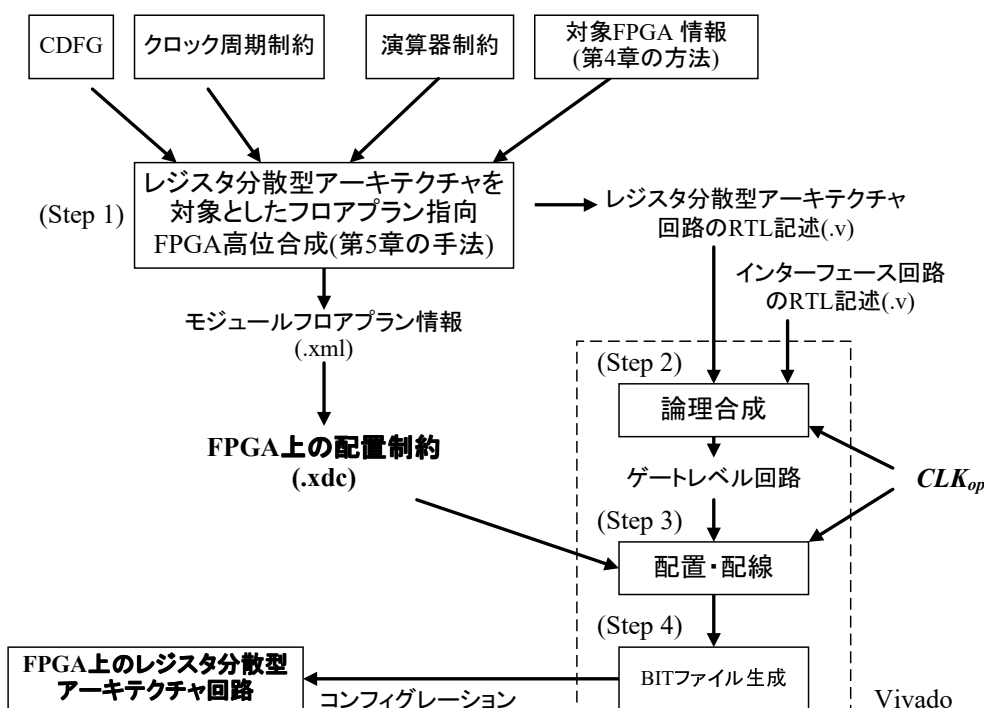 CDFG
クロック周期制約
演算器制約
対象FPGA 情報
(第4章の方法)
(Step 1)
レジスタ分散型アーキテクチャを
対象としたフロアプラン指向
FPGA高位合成(第5章の手法)
レジスタ分散型アーキテクチャ
回路のRTL記述(.v)
インターフェース回路
のRTL記述(.v)
モジュールフロアプラン情報
(.xml)
(Step 2)
論理合成
FPGA上の配置制約
(.xdc)
ゲートレベル回路
CLKop
(Step 3)
配置・配線
(Step 4)
BITファイル生成
FPGA上のレジスタ分散型
アーキテクチャ回路
コンフィグレーション
Vivado